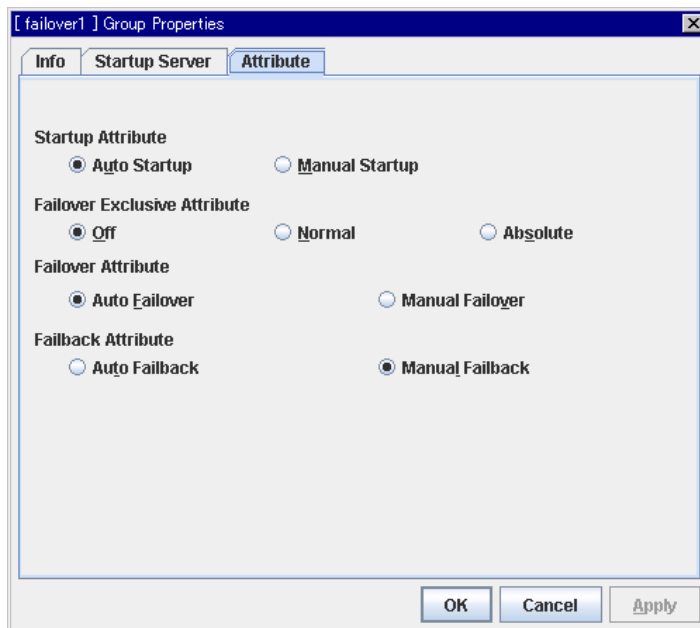 [ failover1 ] Group Properties
Info Startup Server Attribute
Startup Attribute
Auto Startup Manual Startup
Failover Exclusive Attribute
Off Normal Absolute
Failover Attribute
Auto Failover Manual Failover
Failback Attribute
Auto Failback Manual Failback
OK Cancel Apply